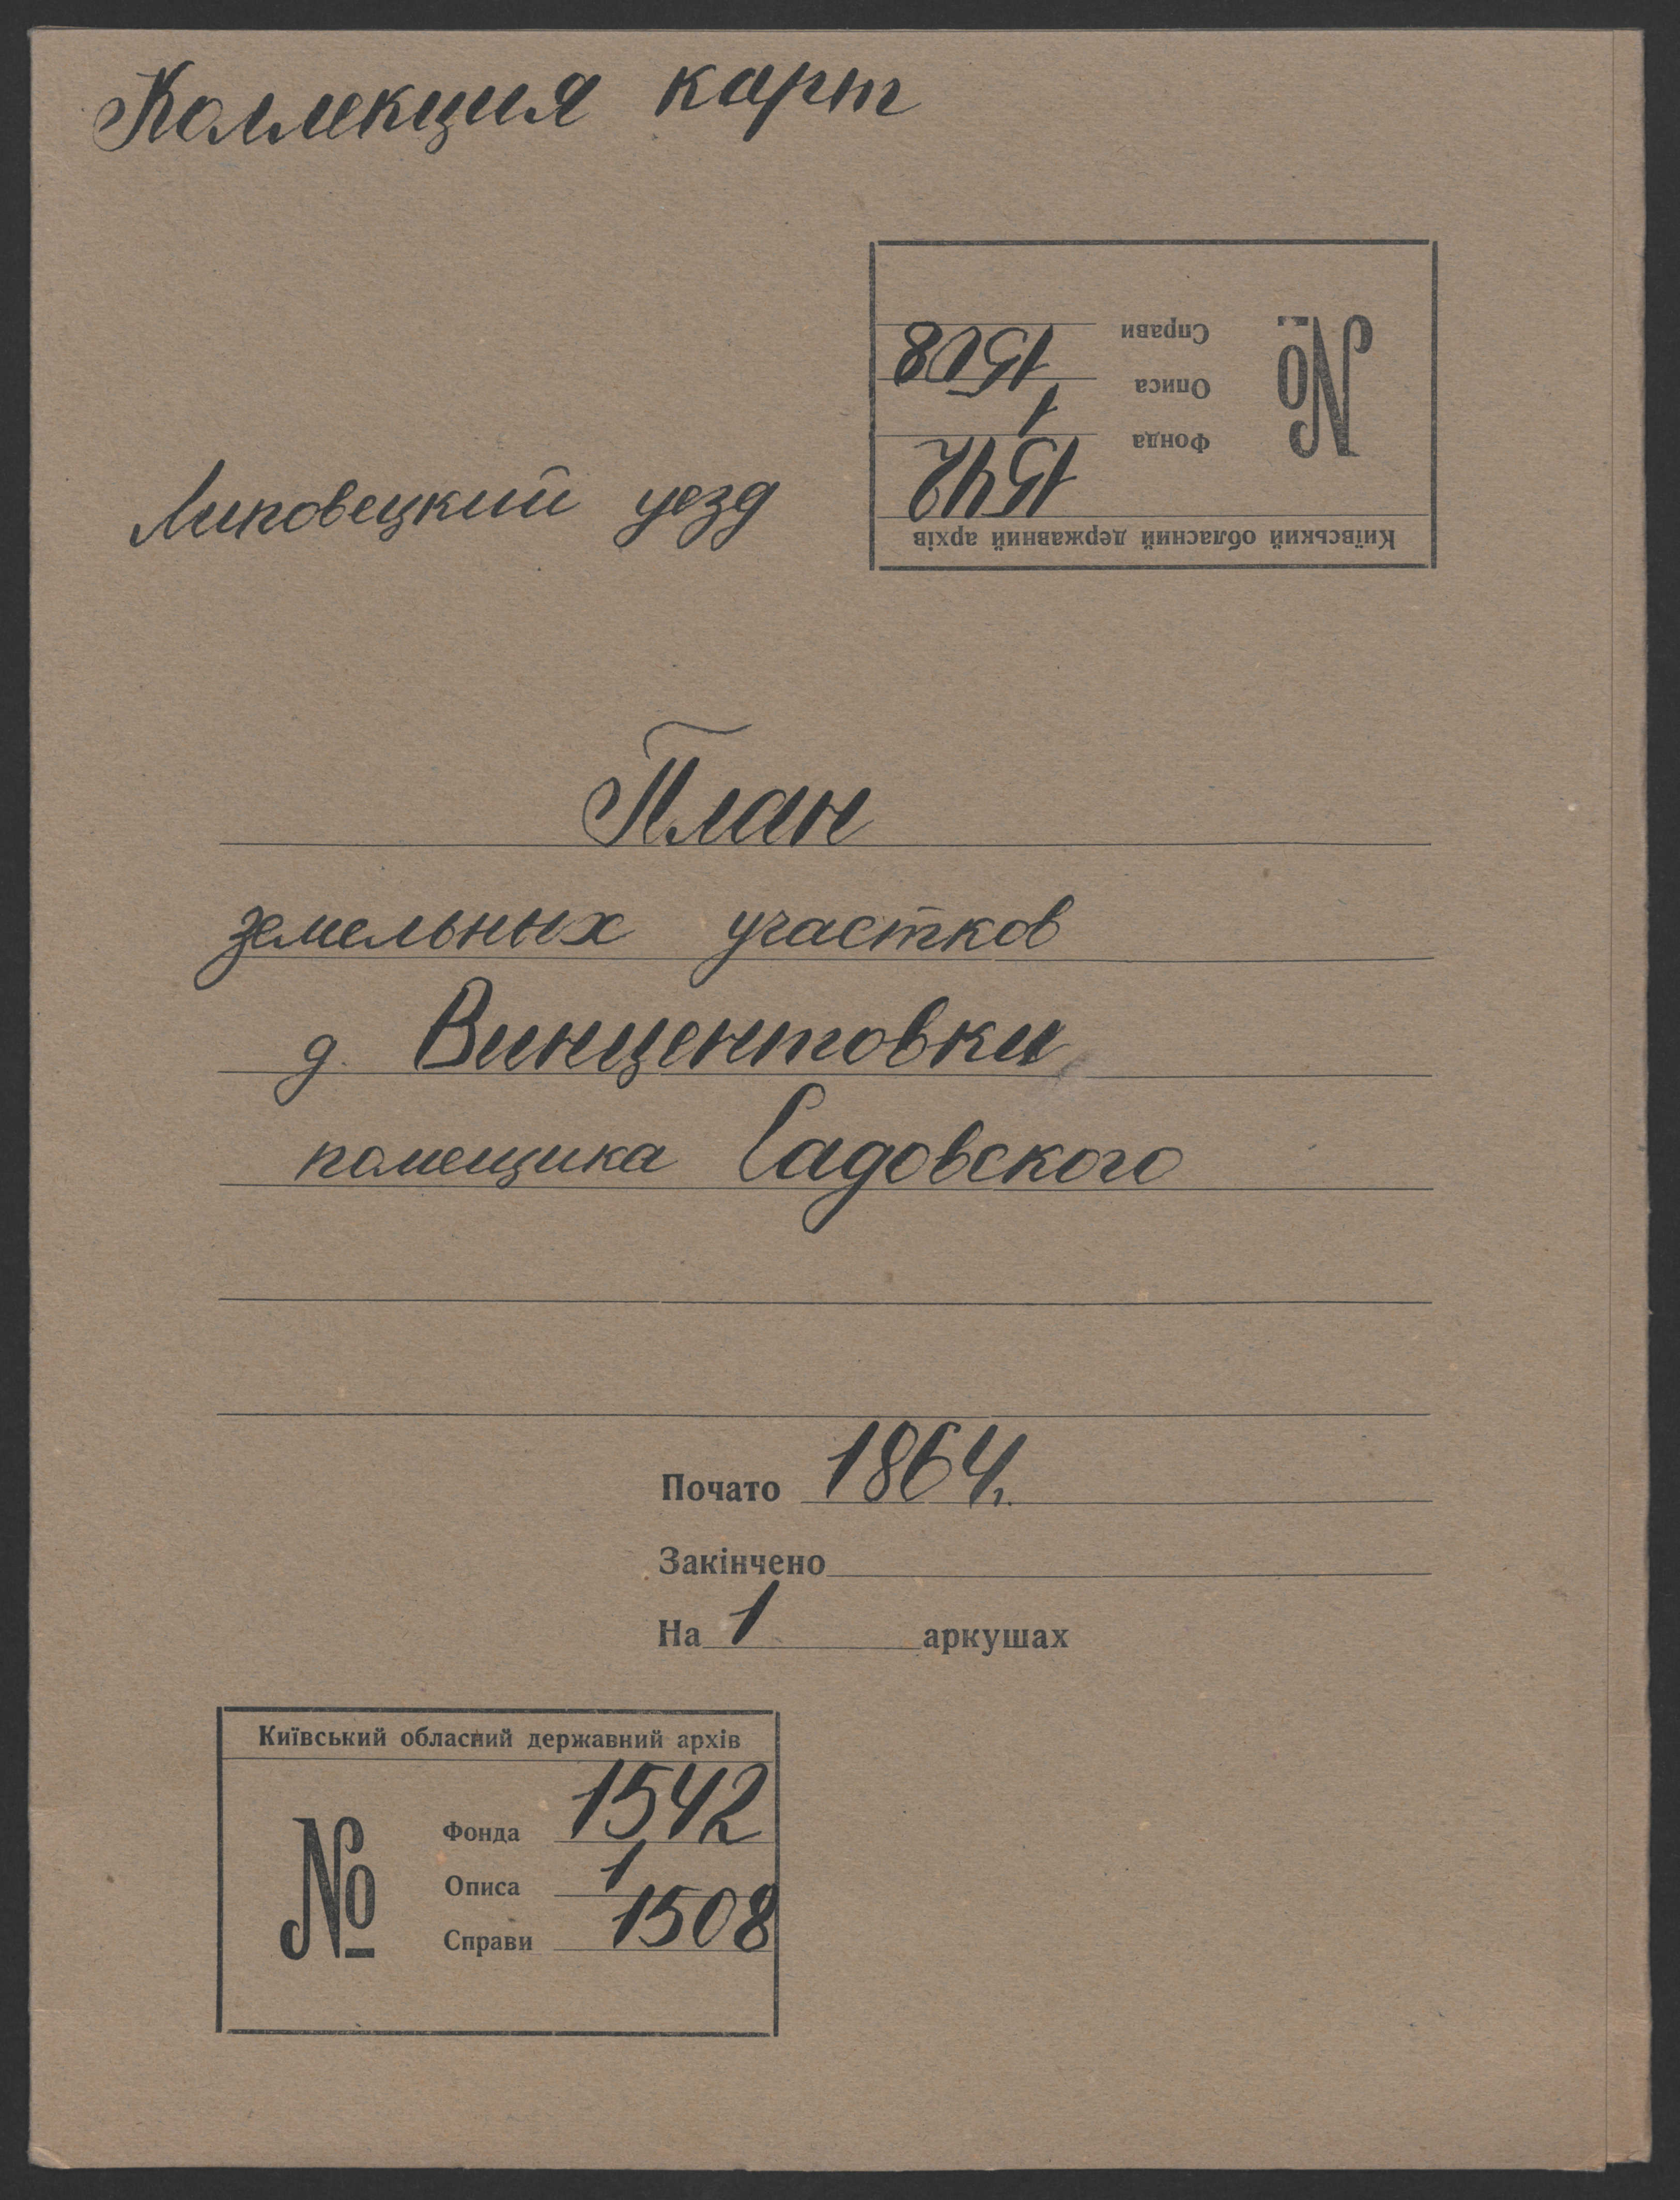 Коллекция карт
Київський обласний державний архів
№
Фонда 1542
Описа 1
Справи 1508
Липовецкий уезд
План
земельных участков
д. Винцентовки
помещика Садовского
Почато 1864 г.
Закінчено
На 1 аркушах
Київський обласний державний архів
№
Фонда 1542
Описа 1
Справи 1508